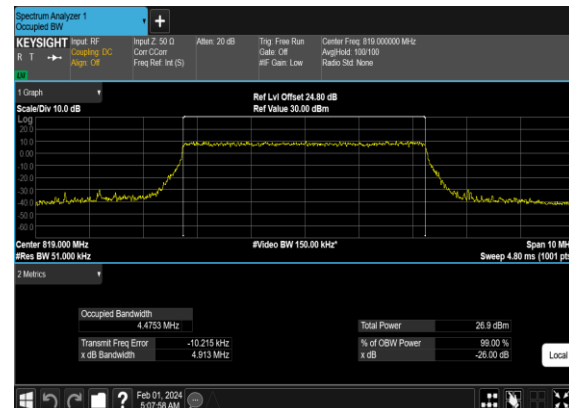 Spectrum Analyzer 1
Occupied BW
+
KEYSIGHT Input: RF Input Z: 50 Ω Atten: 20 dB Trig: Free Run Center Freq: 819.000000 MHz
R T Coupling: DC Corr CCorr Gate: Off Avg|Hold: 100/100
Align: Off Freq Ref: Int (S) #IF Gain: Low Radio Std: None
LU
1 Graph
Ref Lvl Offset 24.80 dB
Scale/Div 10.0 dB Ref Value 30.00 dBm
Log
20.0
10.0
0.00
-10.0
-20.0
-30.0
-40.0
-50.0
-60.0
Center 819.000 MHz #Video BW 150.00 kHz* Span 10 MH
#Res BW 51.000 kHz Sweep 4.80 ms (1001 pts
2 Metrics
Occupied Bandwidth
4.4753 MHz Total Power 26.9 dBm
Transmit Freq Error -10.215 kHz % of OBW Power 99.00 %
x dB Bandwidth 4.913 MHz x dB -26.00 dB
Local
? Feb 01, 2024
5:07:58 AM